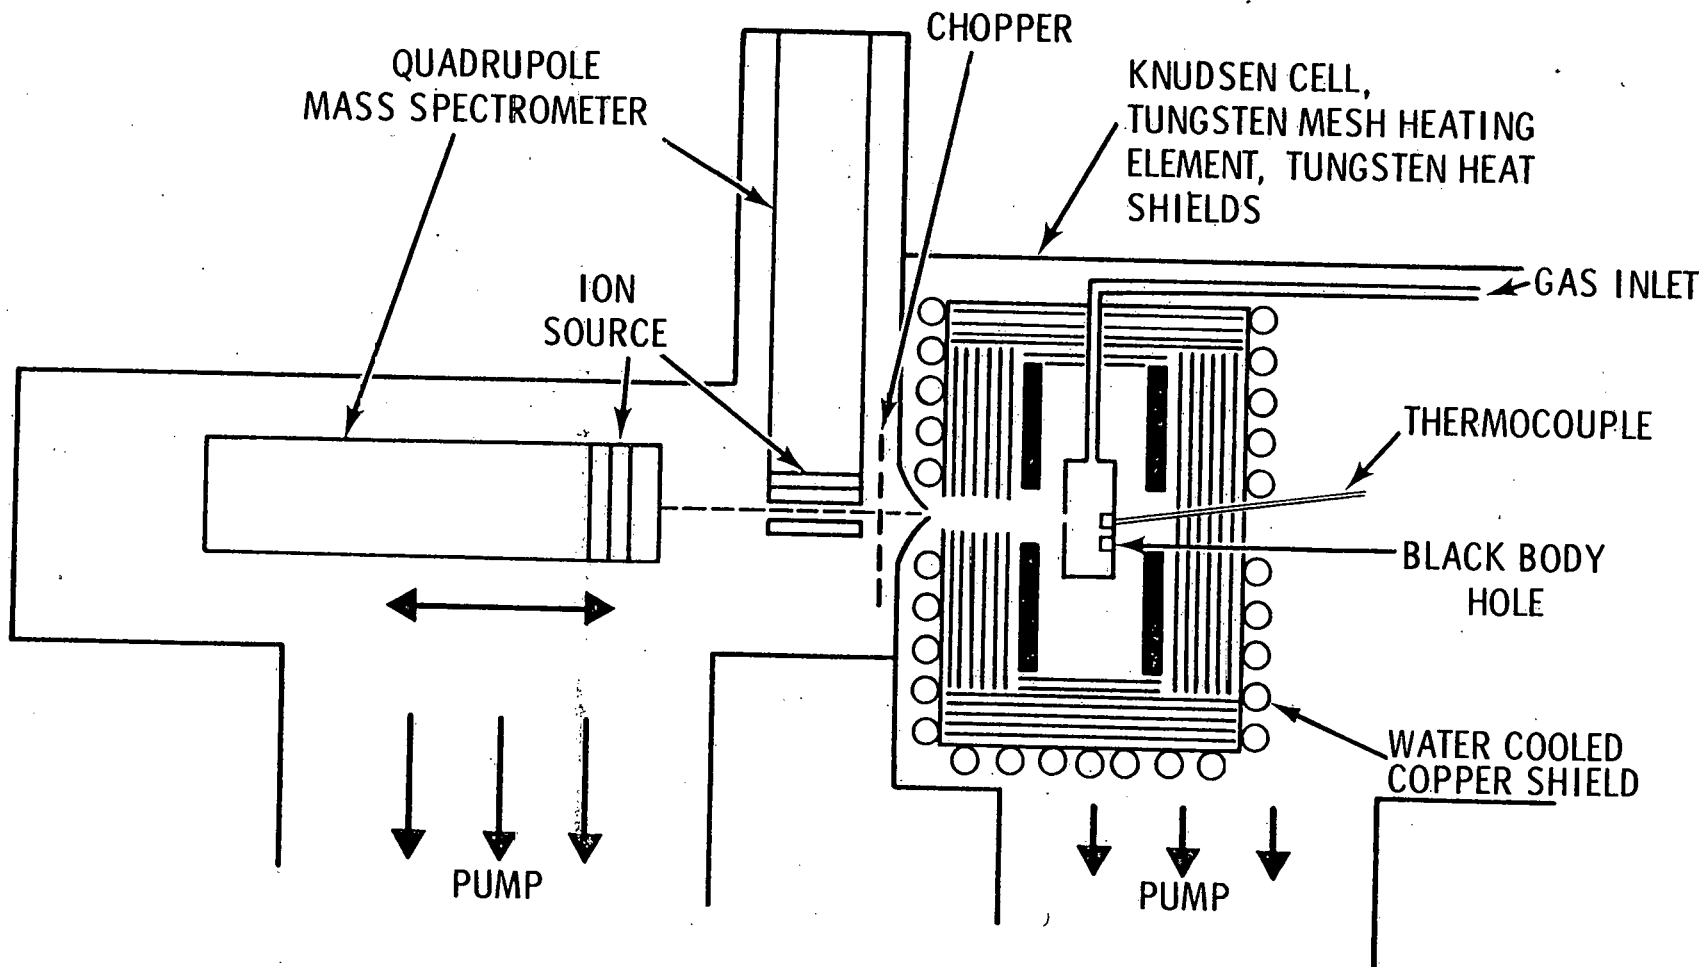 CHOPPER
QUADRUPOLE
MASS SPECTROMETER
KNUDSEN CELL,
TUNGSTEN MESH HEATING
ELEMENT, TUNGSTEN HEAT
SHIELDS
ION
SOURCE
GAS INLET
THERMOCOUPLE
BLACK BODY
HOLE
WATER COOLED
COPPER SHIELD
PUMP
PUMP